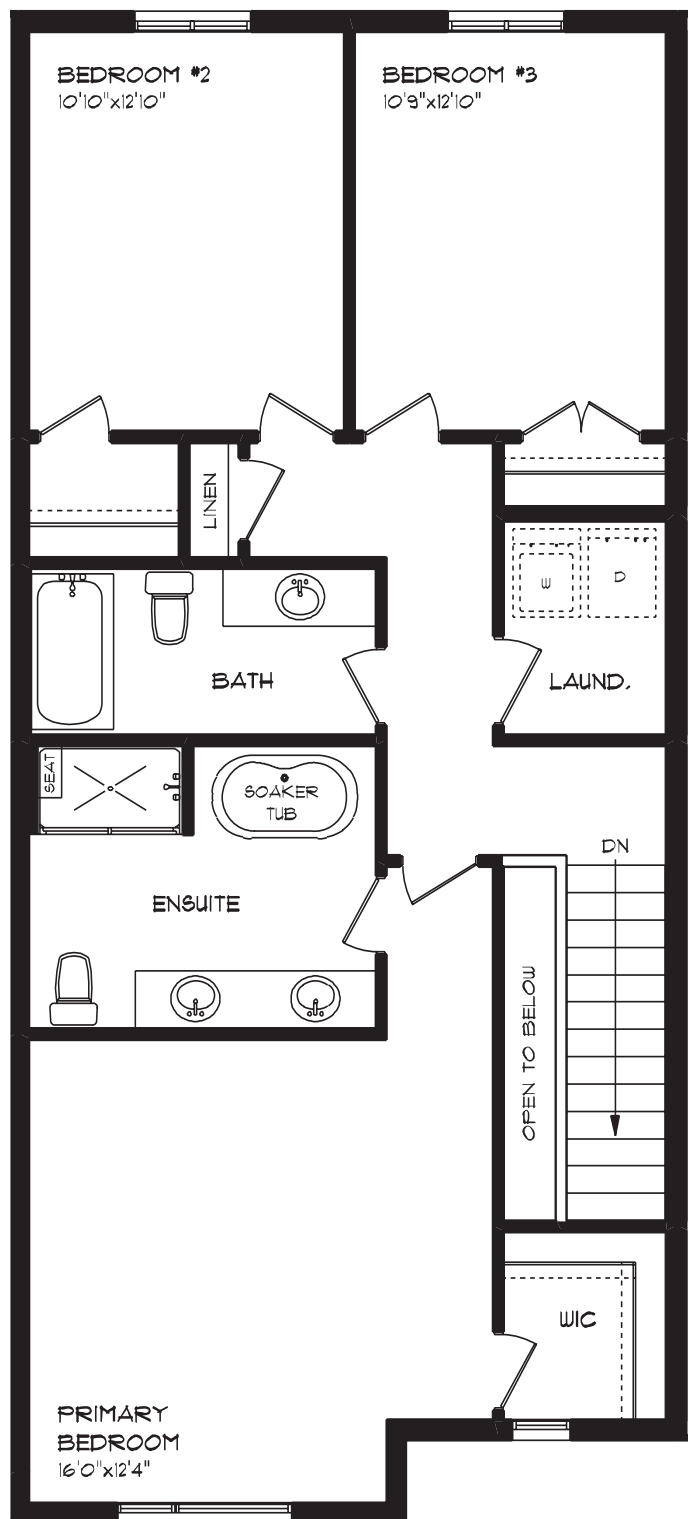 BEDROOM #2
10'10"x12'10"
BEDROOM #3
10'9"x12'10"
LINEN
W
D
BATH
LAUND.
SEAT
SOAKER
TUB
DN
ENSUITE
OPEN TO BELOW
WIC
PRIMARY
BEDROOM
16'0"x12'4"